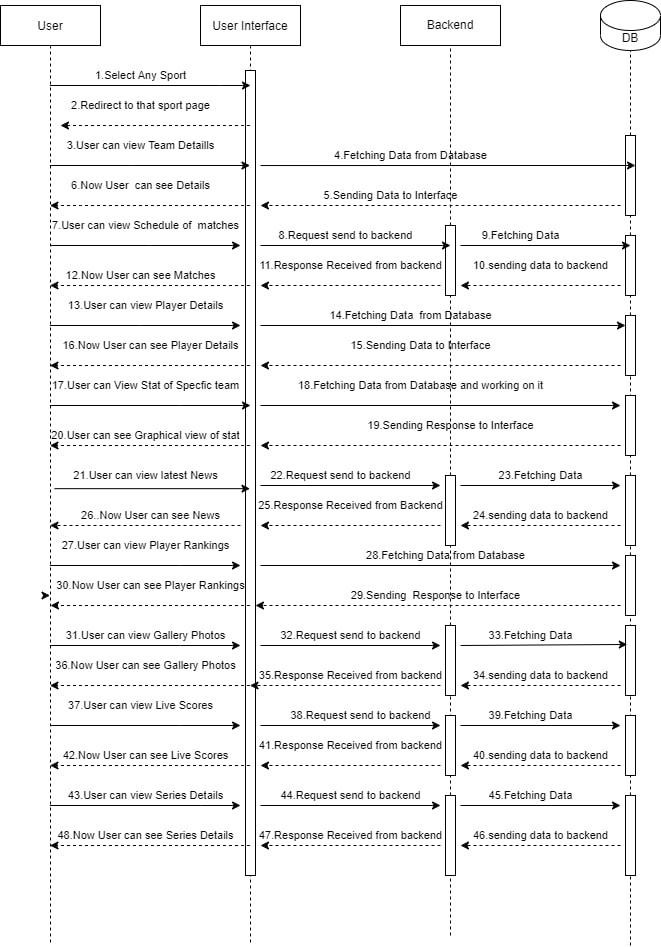 User
User Interface
Backend
DB
1.Select Any Sport
2.Redirect to that sport page
3.User can view Team Detaills
4.Fetching Data from Database
5.Sending Data to Interface
6.Now User can see Details
7.User can view Schedule of matches
8.Request send to backend
9.Fetching Data
10.sending data to backend
11.Response Received from backend
12.Now User can see Matches
13.User can view Player Details
14.Fetching Data from Database
15.Sending Data to Interface
16.Now User can see Player Details
17.User can View Stat of Specfic team
18.Fetching Data from Database and working on it
19.Sending Response to Interface
20.User can see Graphical view of stat
21.User can view latest News
22.Request send to backend
23.Fetching Data
24.sending data to backend
25.Response Received from Backend
26..Now User can see News
27.User can view Player Rankings
28.Fetching Data from Database
29.Sending Response to Interface
30.Now User can see Player Rankings
31.User can view Gallery Photos
32.Request send to backend
33.Fetching Data
34.sending data to backend
35.Response Received from backend
36.Now User can see Gallery Photos
37.User can view Live Scores
38.Request send to backend
39.Fetching Data
40.sending data to backend
41.Response Received from backend
42.Now User can see Live Scores
43.User can view Series Details
44.Request send to backend
45.Fetching Data
46.sending data to backend
47.Response Received from backend
48.Now User can see Series Details